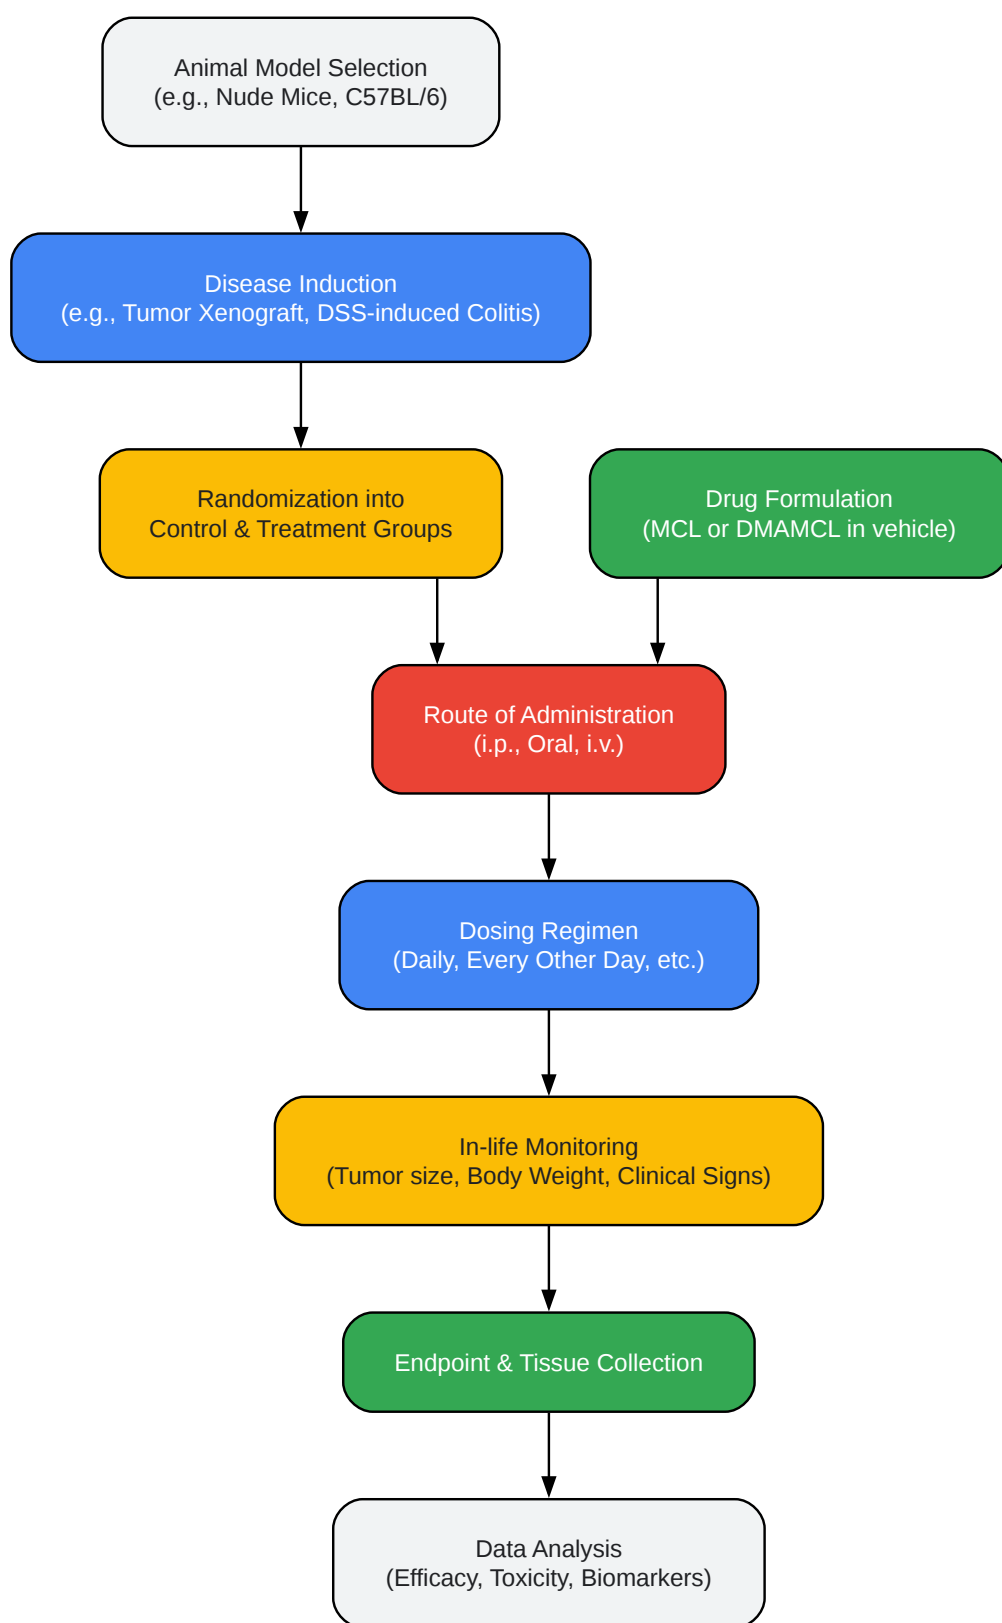 Animal Model Selection
(e.g., Nude Mice, C57BL/6)
Disease Induction
(e.g., Tumor Xenograft, DSS-induced Colitis)
Randomization into
Control & Treatment Groups
Drug Formulation
(MCL or DMAMCL in vehicle)
Route of Administration
(i.p., Oral, i.v.)
Dosing Regimen
(Daily, Every Other Day, etc.)
In-life Monitoring
(Tumor size, Body Weight, Clinical Signs)
Endpoint & Tissue Collection
Data Analysis
(Efficacy, Toxicity, Biomarkers)